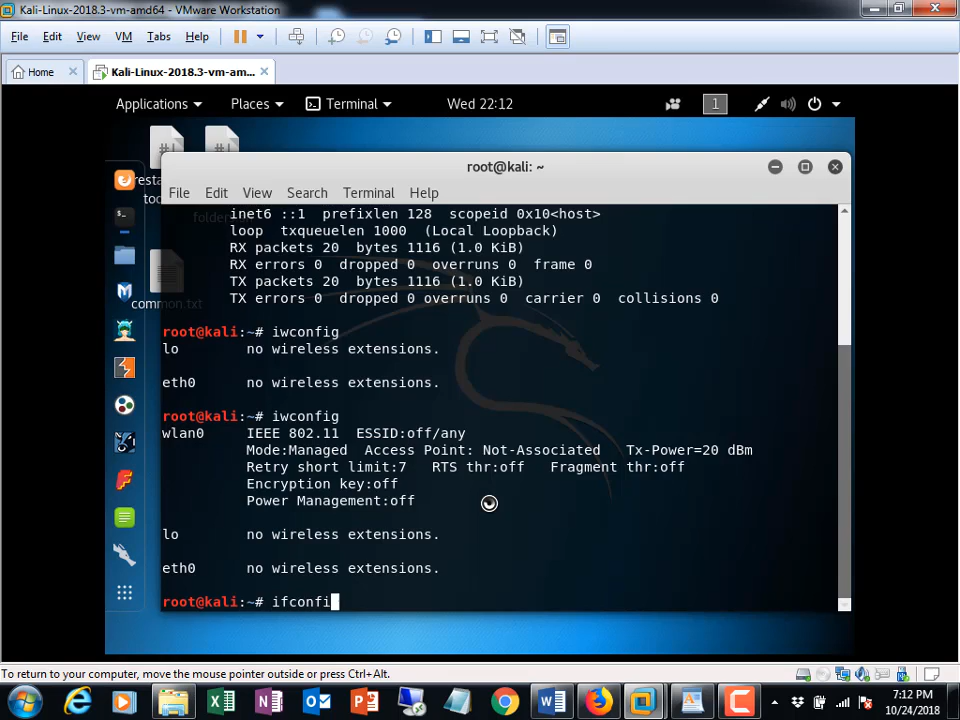 Kali-Linux-2018.3-vm-amd64 - VMware Workstation
File Edit View VM Tabs Help
Home Kali-Linux-2018.3-vm-am...
Applications Places Terminal Wed 22:12 1
root@kali: ~
File Edit View Search Terminal Help
inet6 ::1 prefixlen 128 scopeid 0x10<host>
loop txqueuelen 1000 (Local Loopback)
RX packets 20 bytes 1116 (1.0 KiB)
RX errors 0 dropped 0 overruns 0 frame 0
TX packets 20 bytes 1116 (1.0 KiB)
TX errors 0 dropped 0 overruns 0 carrier 0 collisions 0
common.txt
root@kali:~# iwconfig
lo no wireless extensions.
eth0 no wireless extensions.
root@kali:~# iwconfig
wlan0 IEEE 802.11 ESSID:off/any
Mode:Managed Access Point: Not-Associated Tx-Power=20 dBm
Retry short limit:7 RTS thr:off Fragment thr:off
Encryption key:off
Power Management:off
lo no wireless extensions.
eth0 no wireless extensions.
root@kali:~# ifconfi
To return to your computer, move the mouse pointer outside or press Ctrl+Alt.
7:12 PM
10/24/2018